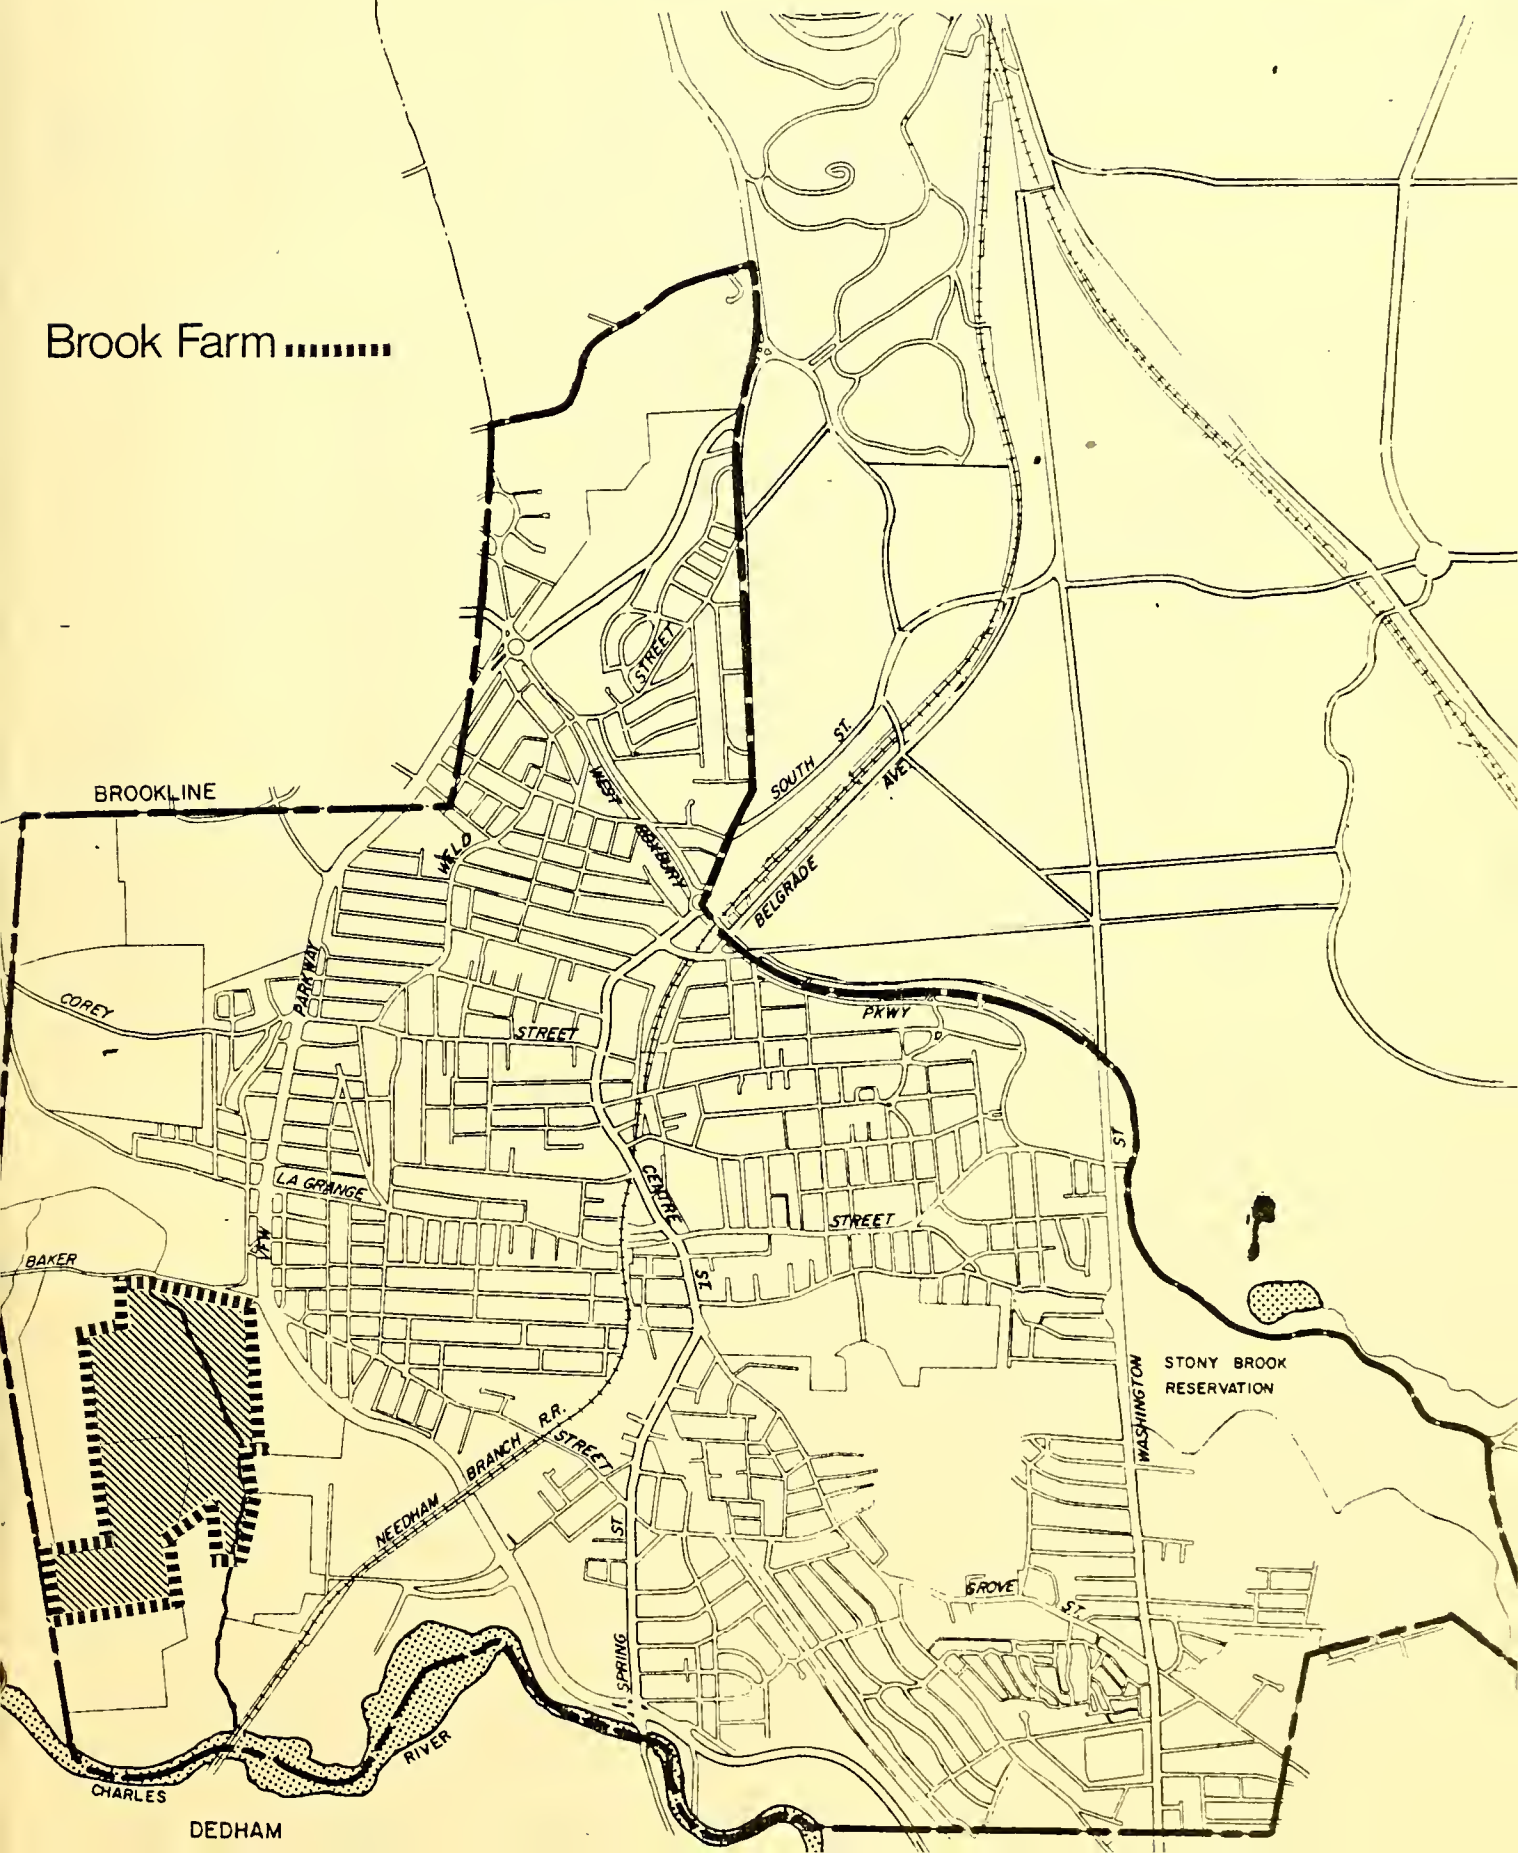 Brook Farm
STREET
BROOKLINE
SOUTH ST.
WEST ROXBURY
AVE.
WELD
BELGRADE
PARKWAY
COREY
STREET
PKWY
ST
LA GRANGE
CENTRE
STREET
BAKER
ST
WASHINGTON
STONY BROOK
RESERVATION
NEEDHAM BRANCH R.R.
STREET
ST
GROVE
ST.
SPRING
RIVER
CHARLES
DEDHAM